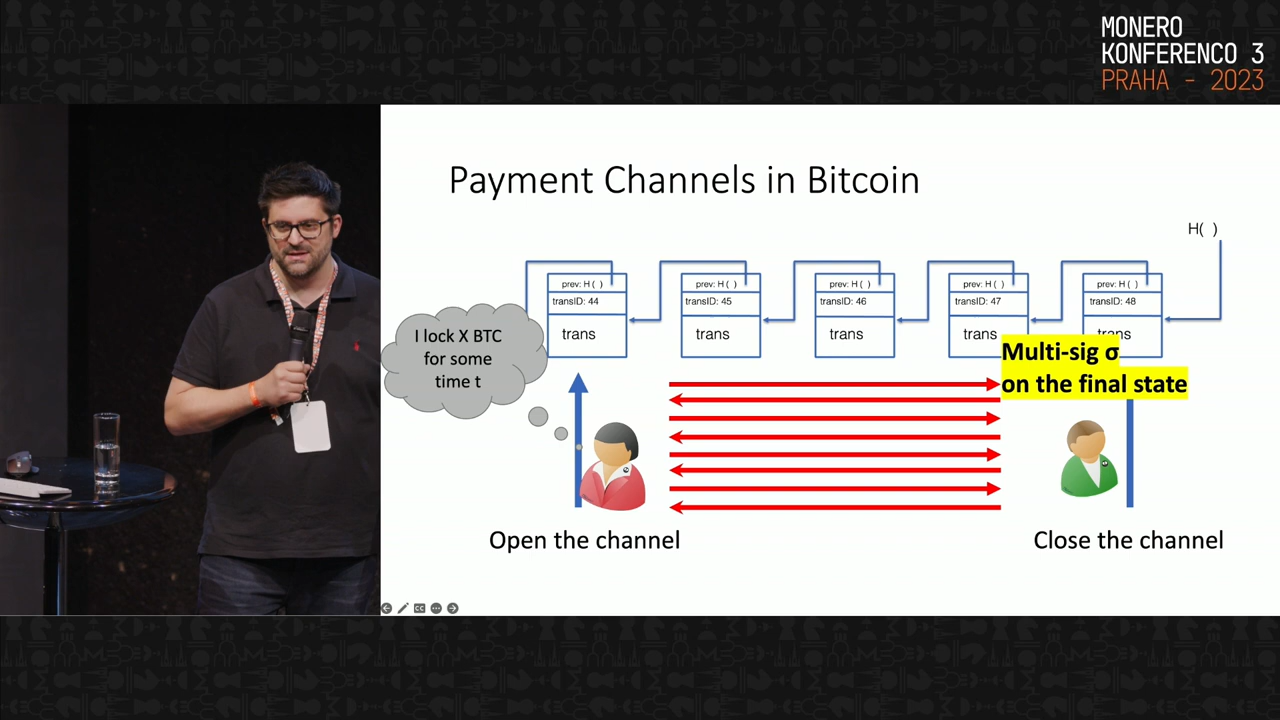 MONERO
KONFERENCO 3
PRAHA - 2023
Payment Channels in Bitcoin
H( )
prev: H ( )
transID: 44
trans
prev: H ( )
transID: 45
trans
prev: H ( )
transID: 46
trans
prev: H ( )
transID: 47
trans
prev: H ( )
transID: 48
trans
I lock X BTC
for some
time t
Multi-sig σ
on the final state
Open the channel
Close the channel
CC